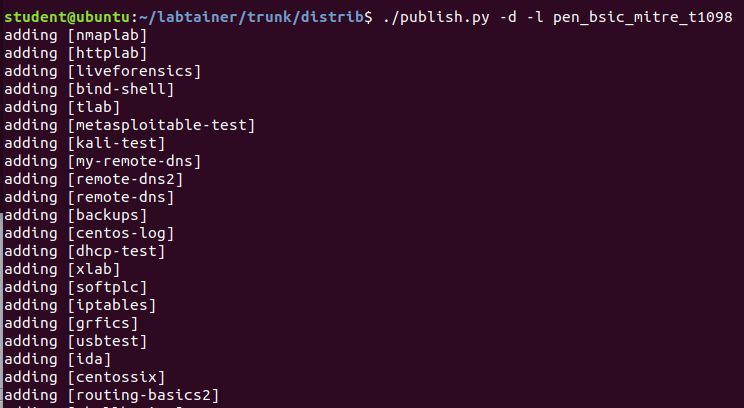 student@ubuntu:~/labtainer/trunk/distrib$ ./publish.py -d -l pen_bsic_mitre_t1098
adding [nmaplab]
adding [httplab]
adding [liveforensics]
adding [bind-shell]
adding [tlab]
adding [metasploitable-test]
adding [kali-test]
adding [my-remote-dns]
adding [remote-dns2]
adding [remote-dns]
adding [backups]
adding [centos-log]
adding [dhcp-test]
adding [xlab]
adding [softplc]
adding [iptables]
adding [grfics]
adding [usbtest]
adding [ida]
adding [centossix]
adding [routing-basics2]